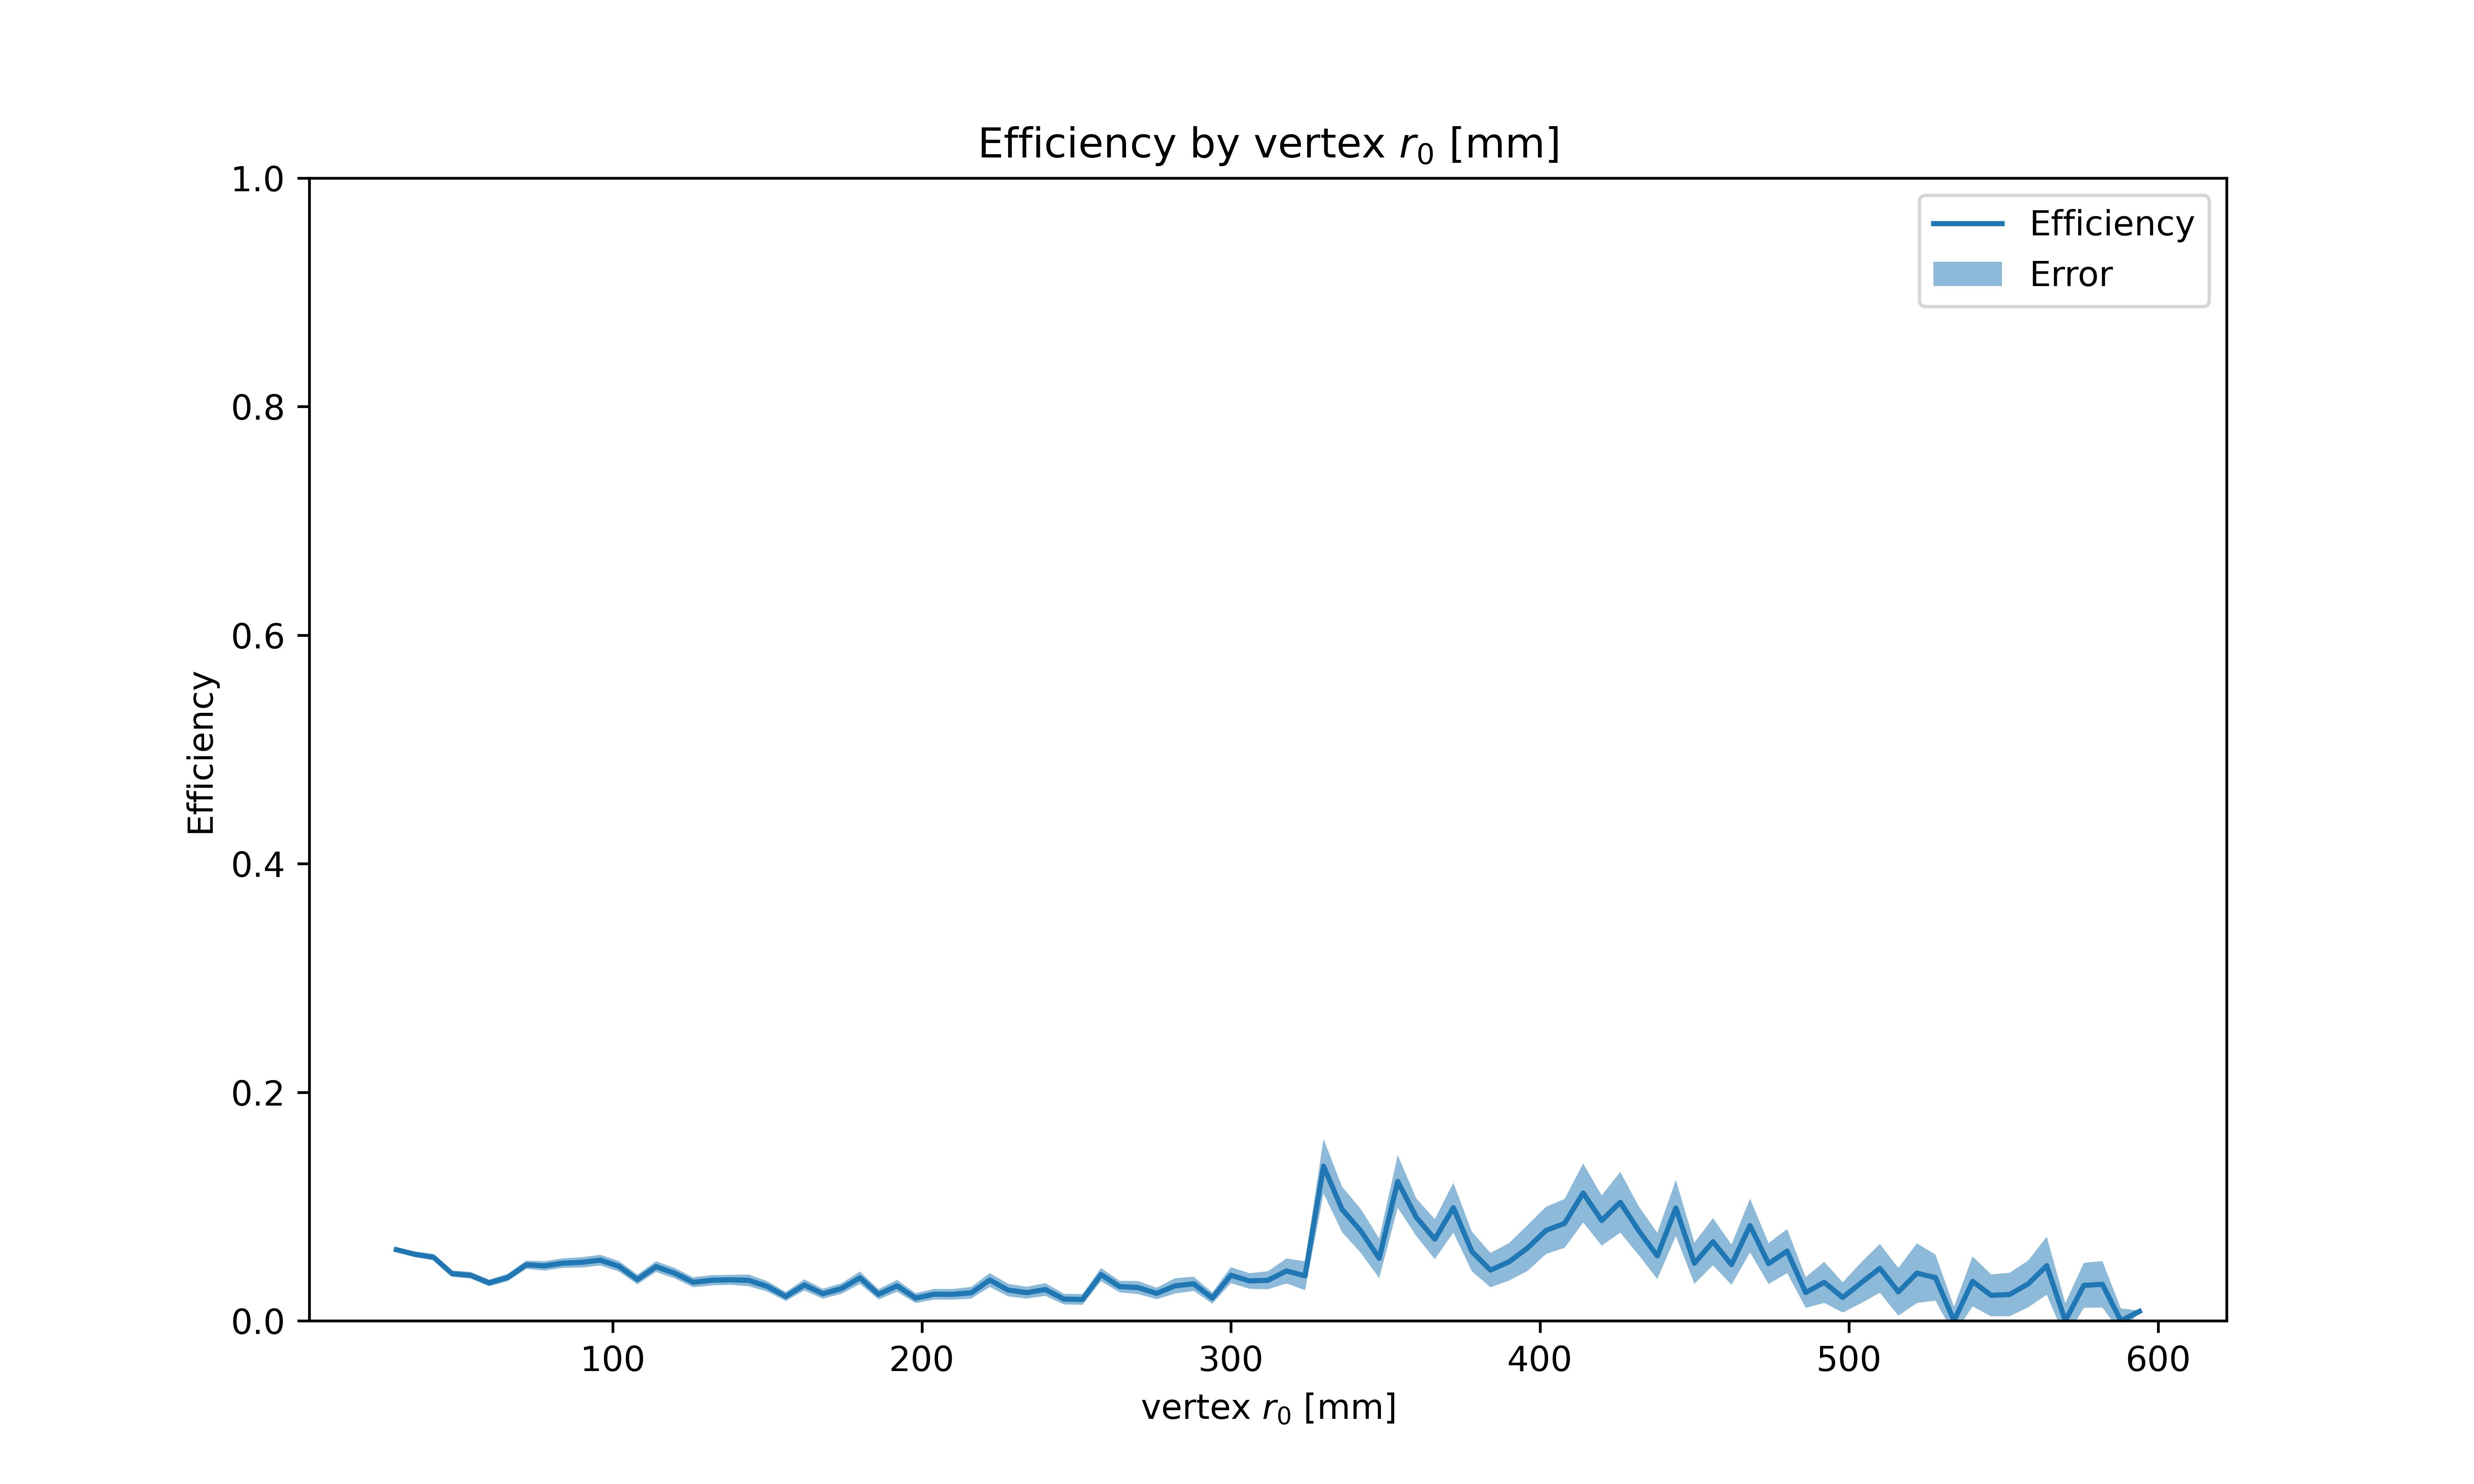 Efficiency by vertex r₀ [mm]
1.0
0.8
0.6
0.4
0.2
0.0
Efficiency
Efficiency
Error
100 200 300 400 500 600
vertex r₀ [mm]